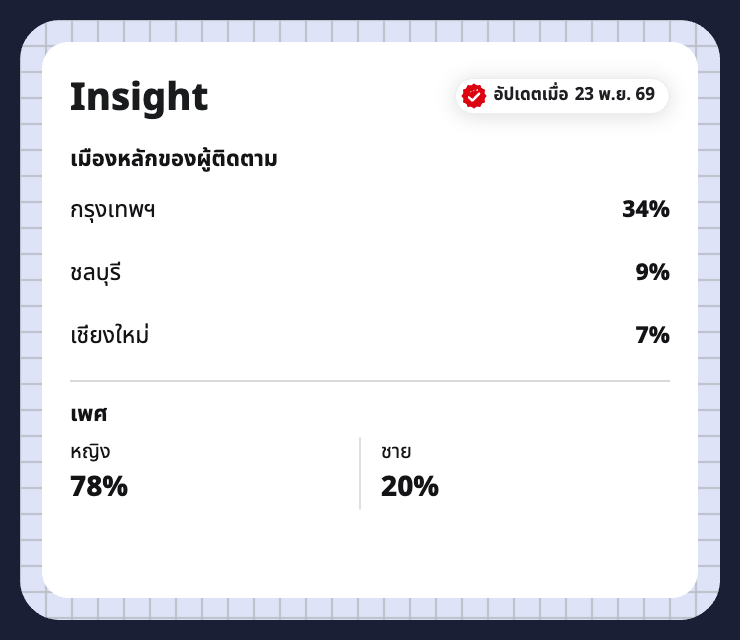 Insight
อัปเดตเมื่อ 23 พ.ย. 69
เมืองหลักของผู้ติดตาม
กรุงเทพฯ 34%
ชลบุรี 9%
เชียงใหม่ 7%
เพศ
หญิง ชาย
78% 20%